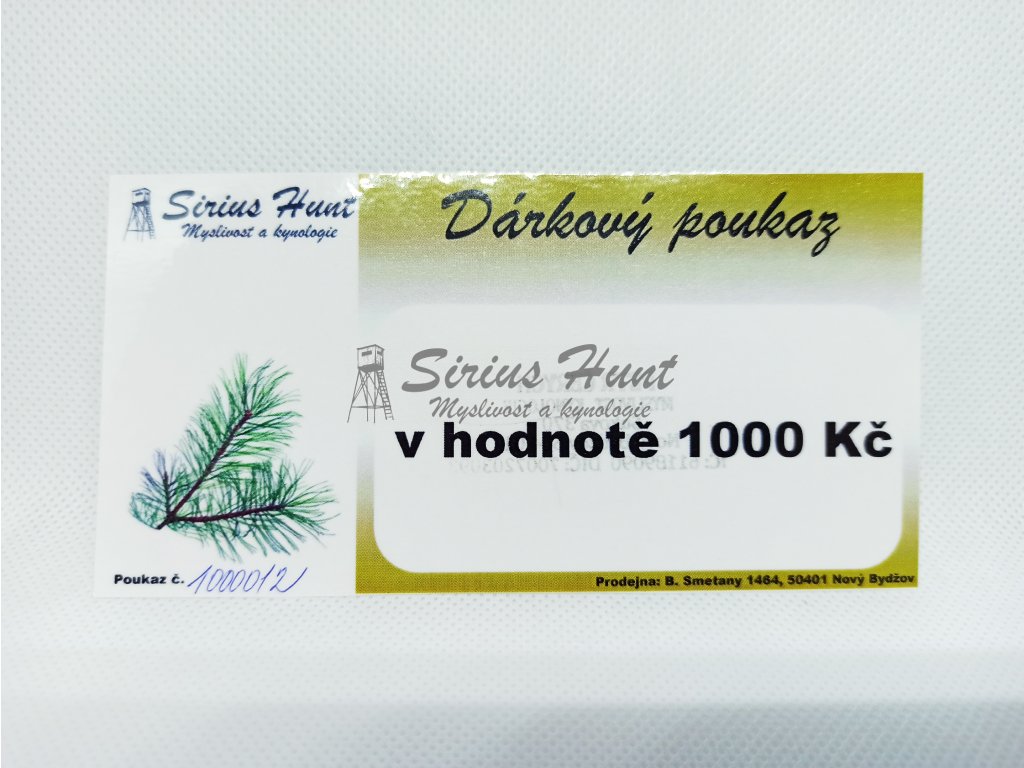 Sirius Hunt
Myslivost a kynologie
Dárkový poukaz
Sirius Hunt
Myslivost a kynologie
v hodnotě 1000 Kč
Poukaz č. 1000012
Prodejna: B. Smetany 1464, 50401 Nový Bydžov